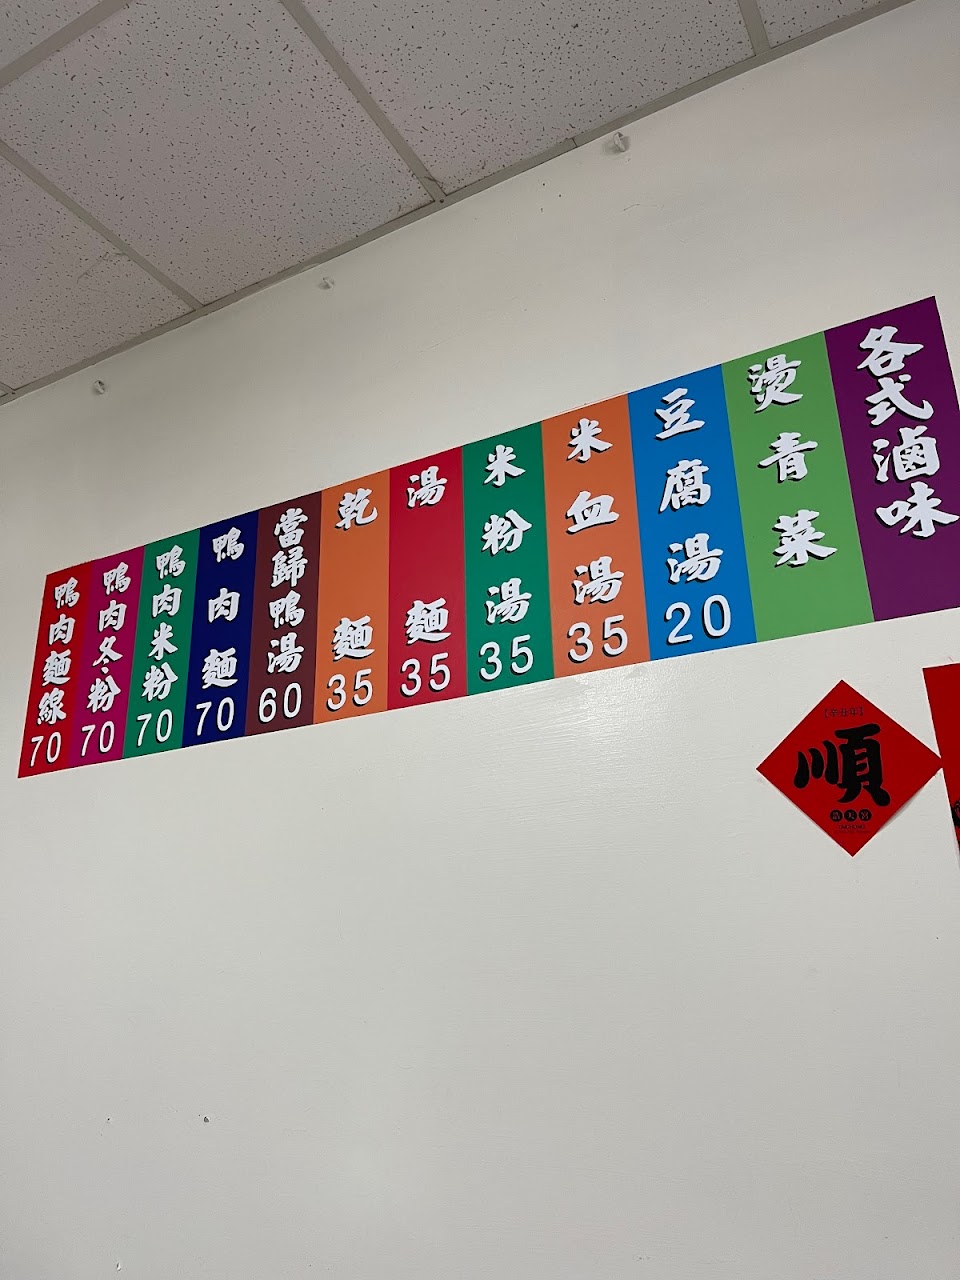 各式滷味
燙青菜
豆腐湯
20
米血湯
35
米粉湯
35
湯麵
35
乾麵
35
當歸鴨湯
60
鴨肉麵
70
鴨肉米粉
70
鴨肉冬粉
70
鴨肉麵線
70
順